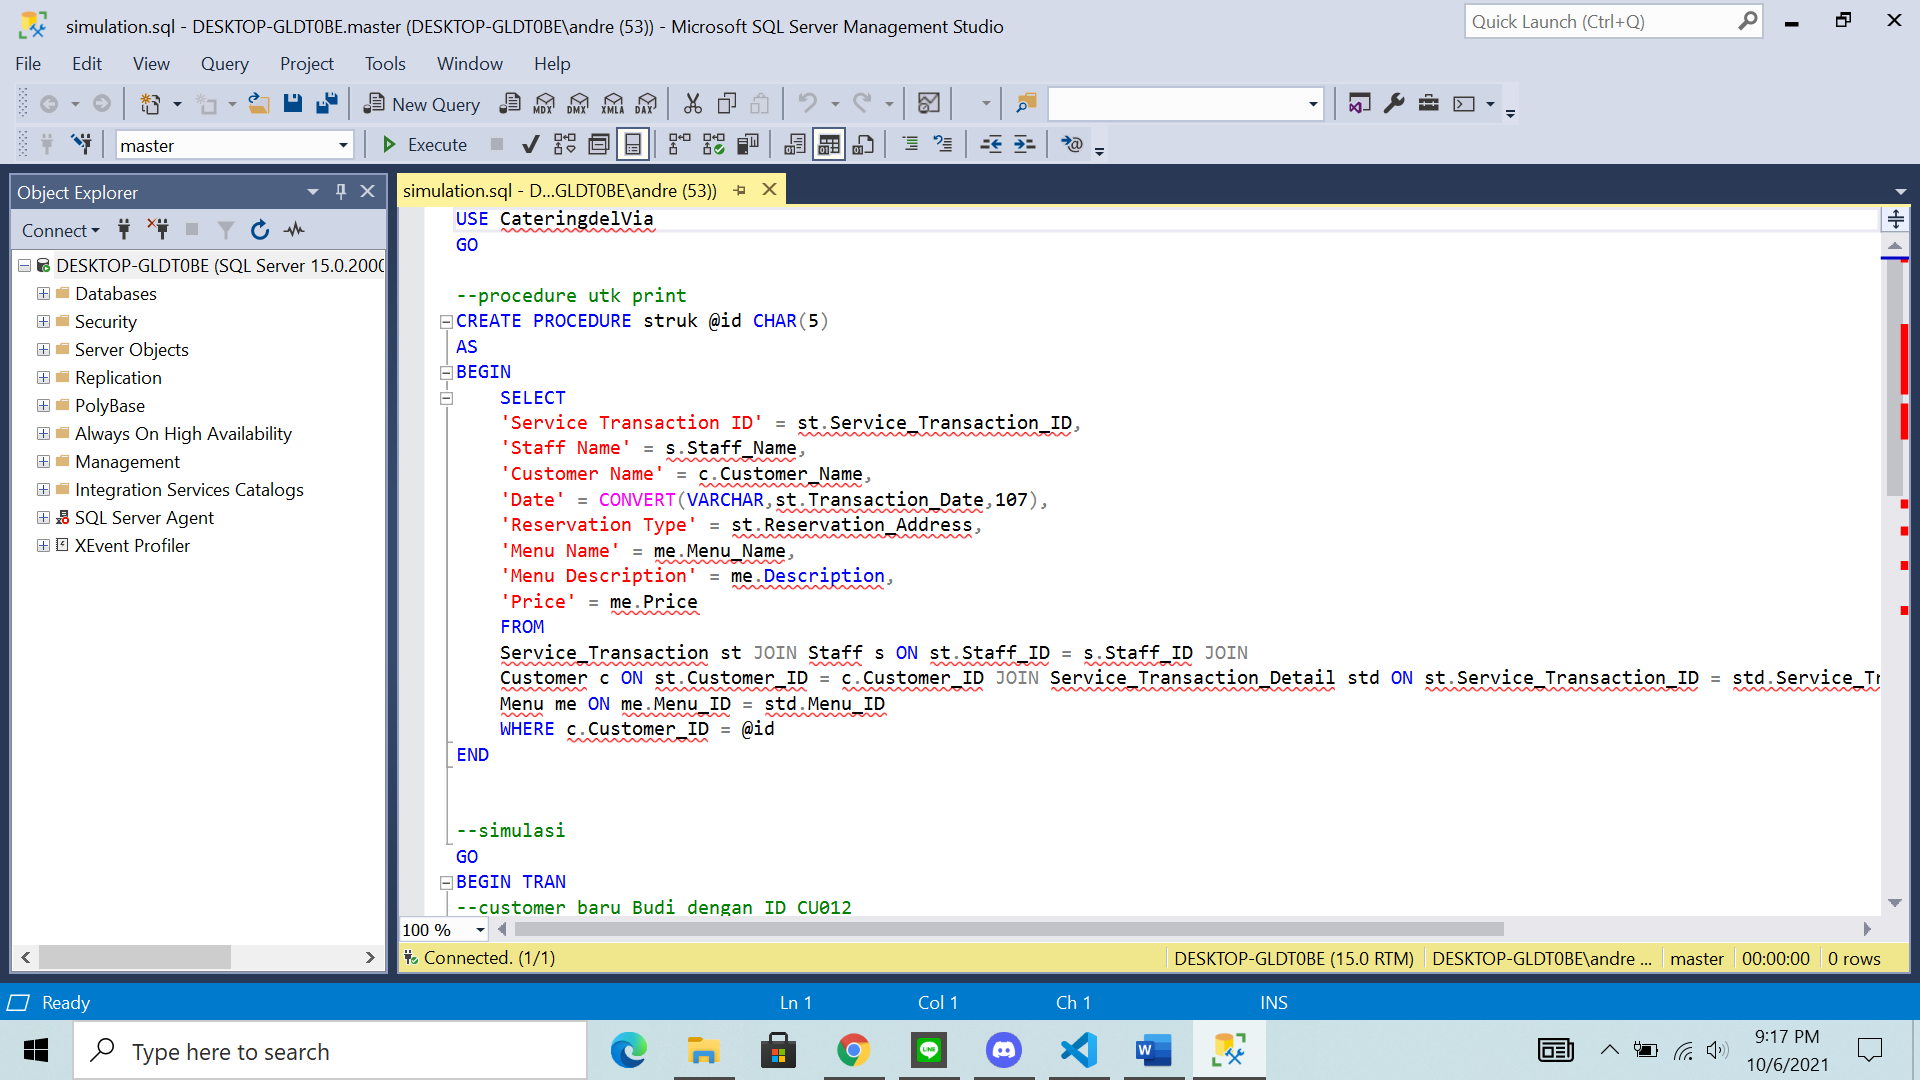 simulation.sql - DESKTOP-GLDT0BE.master (DESKTOP-GLDT0BE\andre (53)) - Microsoft SQL Server Management Studio
Quick Launch (Ctrl+Q)
File Edit View Query Project Tools Window Help
New Query MDX DMX XMLA DAX
master Execute
Object Explorer
Connect
DESKTOP-GLDT0BE (SQL Server 15.0.2000
Databases
Security
Server Objects
Replication
PolyBase
Always On High Availability
Management
Integration Services Catalogs
SQL Server Agent
XEvent Profiler
simulation.sql - D...GLDT0BE\andre (53))
USE CateringdelVia
GO
--procedure utk print
CREATE PROCEDURE struk @id CHAR(5)
AS
BEGIN
SELECT
'Service Transaction ID' = st.Service_Transaction_ID,
'Staff Name' = s.Staff_Name,
'Customer Name' = c.Customer_Name,
'Date' = CONVERT(VARCHAR,st.Transaction_Date,107),
'Reservation Type' = st.Reservation_Address,
'Menu Name' = me.Menu_Name,
'Menu Description' = me.Description,
'Price' = me.Price
FROM
Service_Transaction st JOIN Staff s ON st.Staff_ID = s.Staff_ID JOIN
Customer c ON st.Customer_ID = c.Customer_ID JOIN Service_Transaction_Detail std ON st.Service_Transaction_ID = std.Service_Tr
Menu me ON me.Menu_ID = std.Menu_ID
WHERE c.Customer_ID = @id
END
--simulasi
GO
BEGIN TRAN
--customer baru Budi dengan ID CU012
100 %
Connected. (1/1)
DESKTOP-GLDT0BE (15.0 RTM) DESKTOP-GLDT0BE\andre ... master 00:00:00 0 rows
Ready Ln 1 Col 1 Ch 1 INS
Type here to search
LINE
W
9:17 PM
10/6/2021